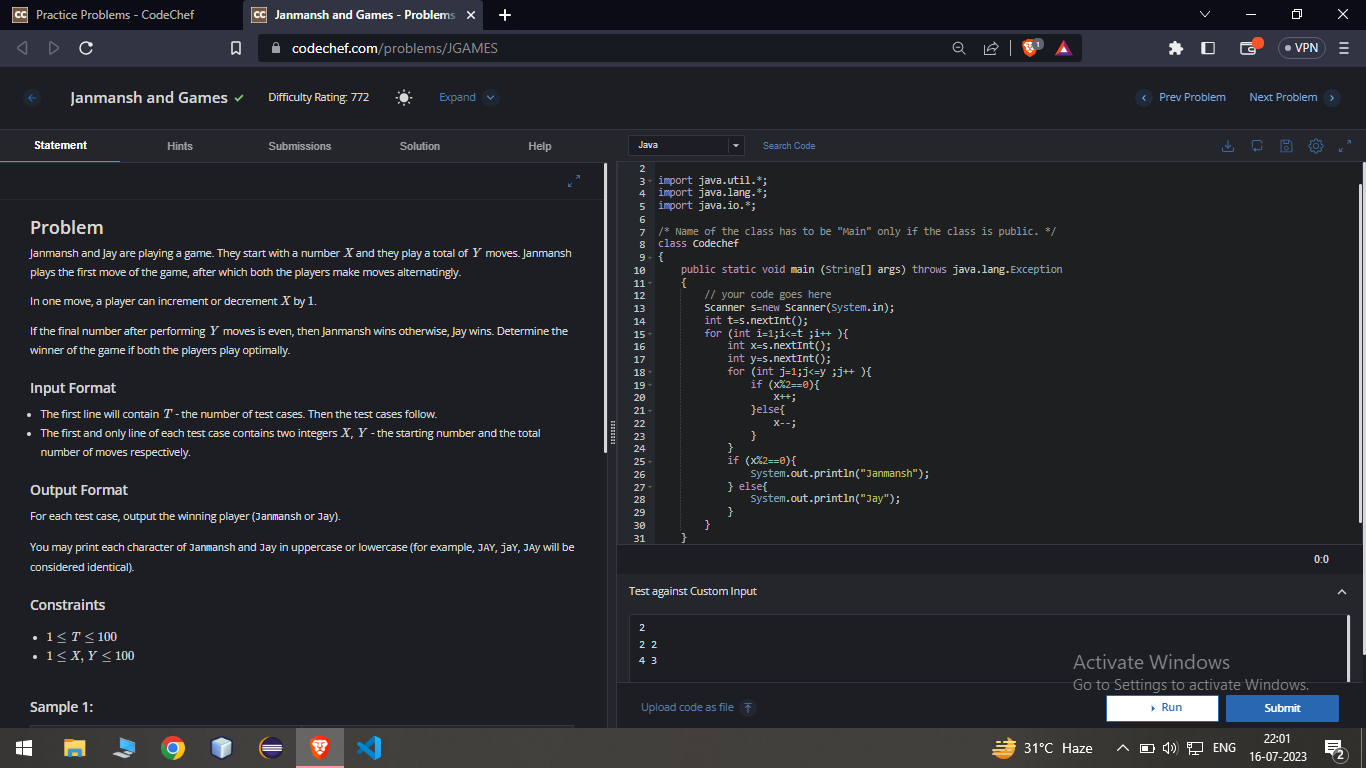 Practice Problems - CodeChef
Janmansh and Games - Problems
codechef.com/problems/JGAMES
1
VPN
Janmansh and Games
Difficulty Rating: 772
Expand
Prev Problem
Next Problem
Statement
Hints
Submissions
Solution
Help
Java
Search Code
Problem
Janmansh and Jay are playing a game. They start with a number X and they play a total of Y moves. Janmansh
plays the first move of the game, after which both the players make moves alternatingly.
In one move, a player can increment or decrement X by 1.
If the final number after performing Y moves is even, then Janmansh wins otherwise, Jay wins. Determine the
winner of the game if both the players play optimally.
Input Format
• The first line will contain T - the number of test cases. Then the test cases follow.
• The first and only line of each test case contains two integers X, Y - the starting number and the total
number of moves respectively.
Output Format
For each test case, output the winning player (Janmansh or Jay).
You may print each character of Janmansh and Jay in uppercase or lowercase (for example, JAY, jaY, JAy will be
considered identical).
Constraints
• 1 ≤ T ≤ 100
• 1 ≤ X, Y ≤ 100
Sample 1:
2
3 import java.util.*;
4 import java.lang.*;
5 import java.io.*;
6
7 /* Name of the class has to be "Main" only if the class is public. */
8 class Codechef
9 {
10 public static void main (String[] args) throws java.lang.Exception
11 {
12 // your code goes here
13 Scanner s=new Scanner(System.in);
14 int t=s.nextInt();
15 for (int i=1;i<=t ;i++ ){
16 int x=s.nextInt();
17 int y=s.nextInt();
18 for (int j=1;j<=y ;j++ ){
19 if (x%2==0){
20 x++;
21 }else{
22 x--;
23 }
24 }
25 if (x%2==0){
26 System.out.println("Janmansh");
27 } else{
28 System.out.println("Jay");
29 }
30 }
31 }
0:0
Test against Custom Input
2
2 2
4 3
Activate Windows
Go to Settings to activate Windows.
Upload code as file
Run
Submit
31°C Haze
ENG
22:01
16-07-2023
2